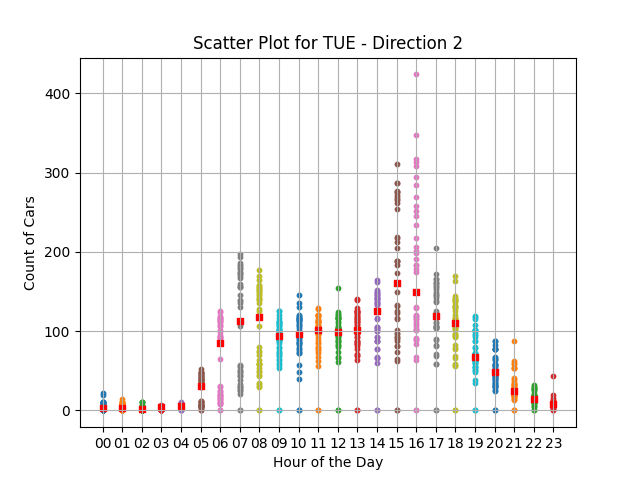 Scatter Plot for TUE - Direction 2
Count of Cars
400
300
200
100
0
00 01 02 03 04 05 06 07 08 09 10 11 12 13 14 15 16 17 18 19 20 21 22 23
Hour of the Day